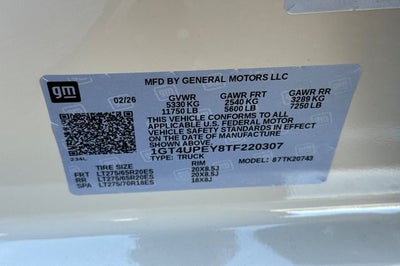 gm
MFD BY GENERAL MOTORS LLC
02/26 GVWR GAWR FRT GAWR RR
5330 KG 2540 KG 3289 KG
11750 LB 5600 LB 7250 LB
THIS VEHICLE CONFORMS TO ALL
APPLICABLE U.S. FEDERAL MOTOR
VEHICLE SAFETY STANDARDS IN EFFECT
ON THE DATE OF MANUFACTURE
SHOWN ABOVE.
1GT4UPEY8TF220307
TYPE: TRUCK MODEL: 87TK20743
234L
TIRE SIZE RIM
FRT LT275/65R20ES 20X8.5J
RR LT275/65R20ES 20X8.5J
SPA LT275/70R18ES 18X8J